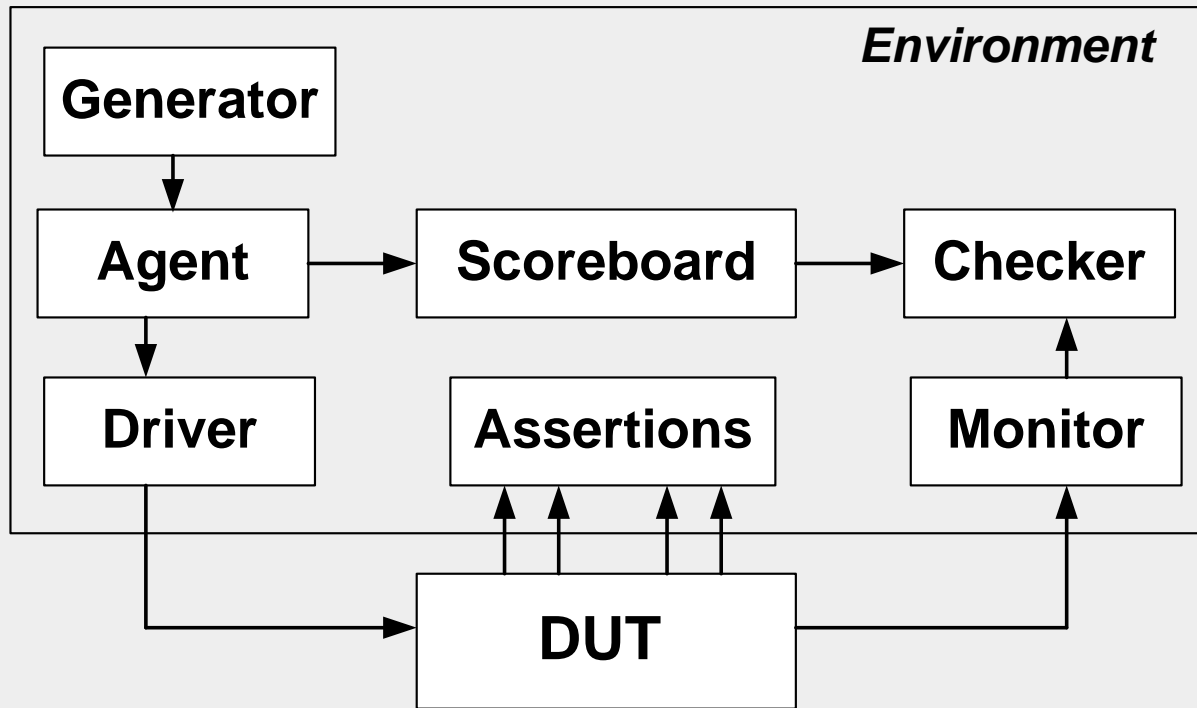 Environment
Generator
Agent
Scoreboard
Checker
Driver
Assertions
Monitor
DUT